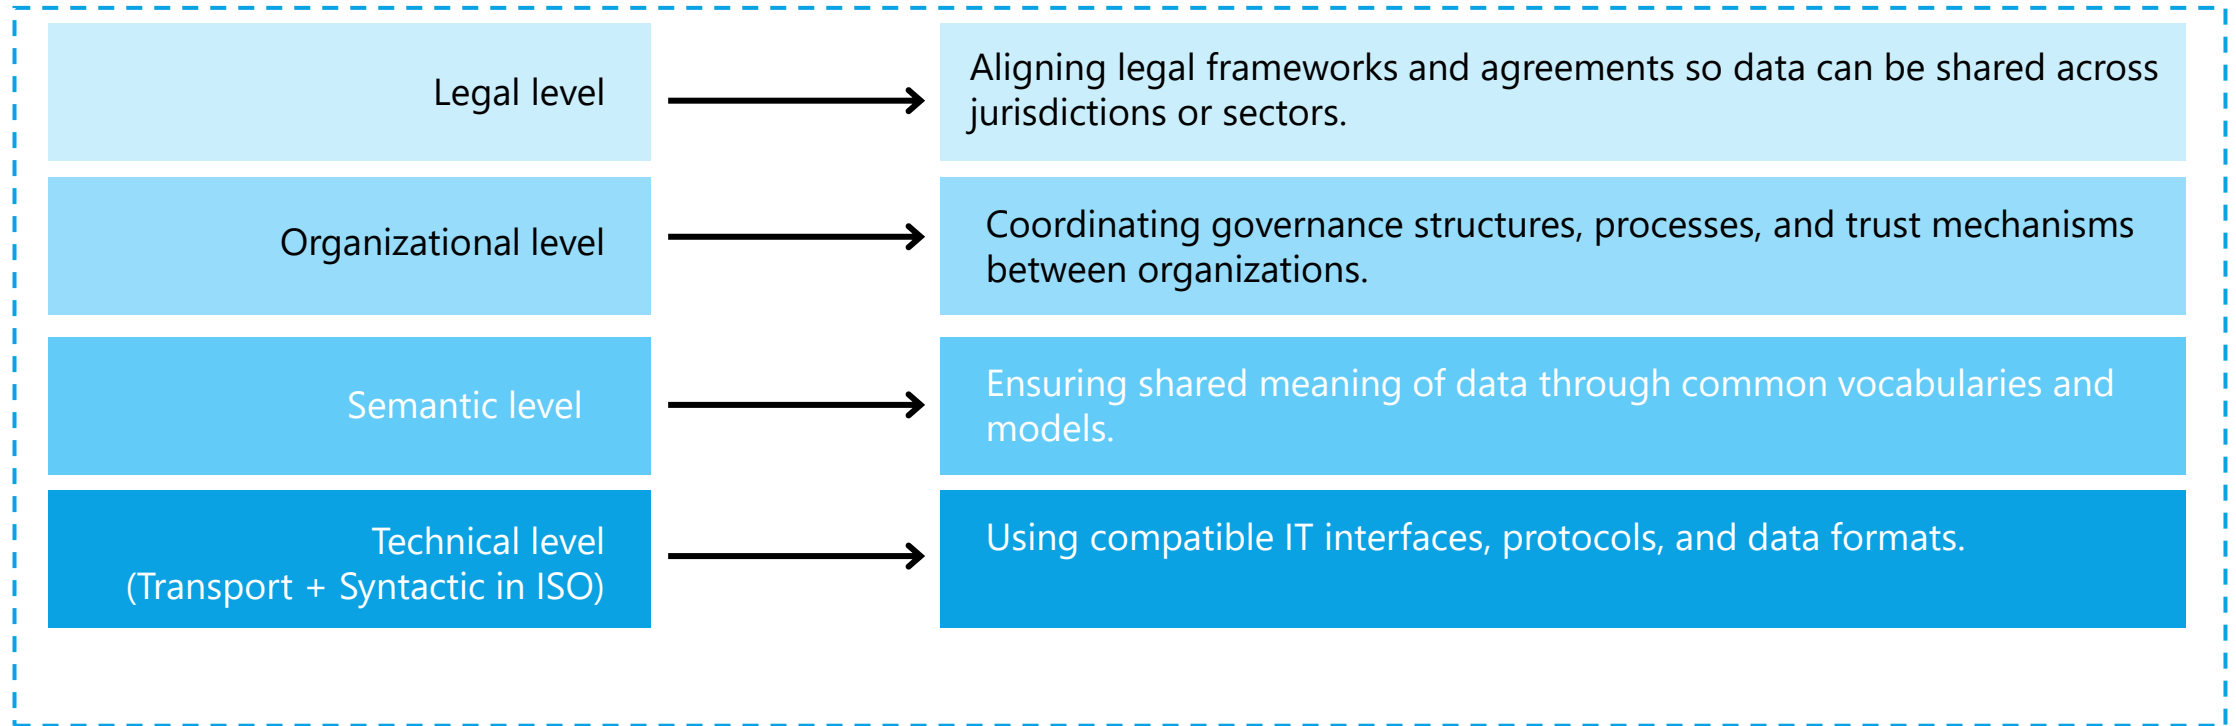 Legal level
Aligning legal frameworks and agreements so data can be shared across
jurisdictions or sectors.
Organizational level
Coordinating governance structures, processes, and trust mechanisms
between organizations.
Semantic level
Ensuring shared meaning of data through common vocabularies and
models.
Technical level
(Transport + Syntactic in ISO)
Using compatible IT interfaces, protocols, and data formats.